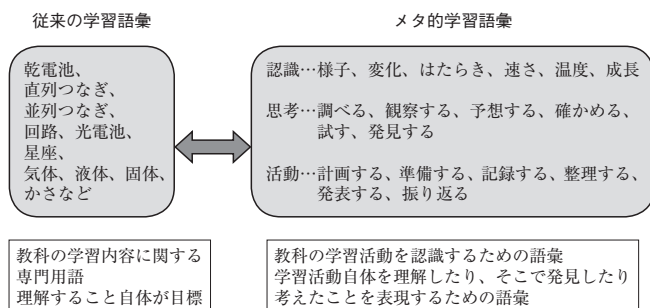 従来の学習語彙
乾電池、
直列つなぎ、
並列つなぎ、
回路、光電池、
星座、
気体、液体、固体、
かさなど
教科の学習内容に関する
専門用語
理解すること自体が目標
メタ的学習語彙
認識…様子、変化、はたらき、速さ、温度、成長
思考…調べる、観察する、予想する、確かめる、
試す、発見する
活動…計画する、準備する、記録する、整理する、
発表する、振り返る
教科の学習活動を認識するための語彙
学習活動自体を理解したり、そこで発見したり
考えたことを表現するための語彙